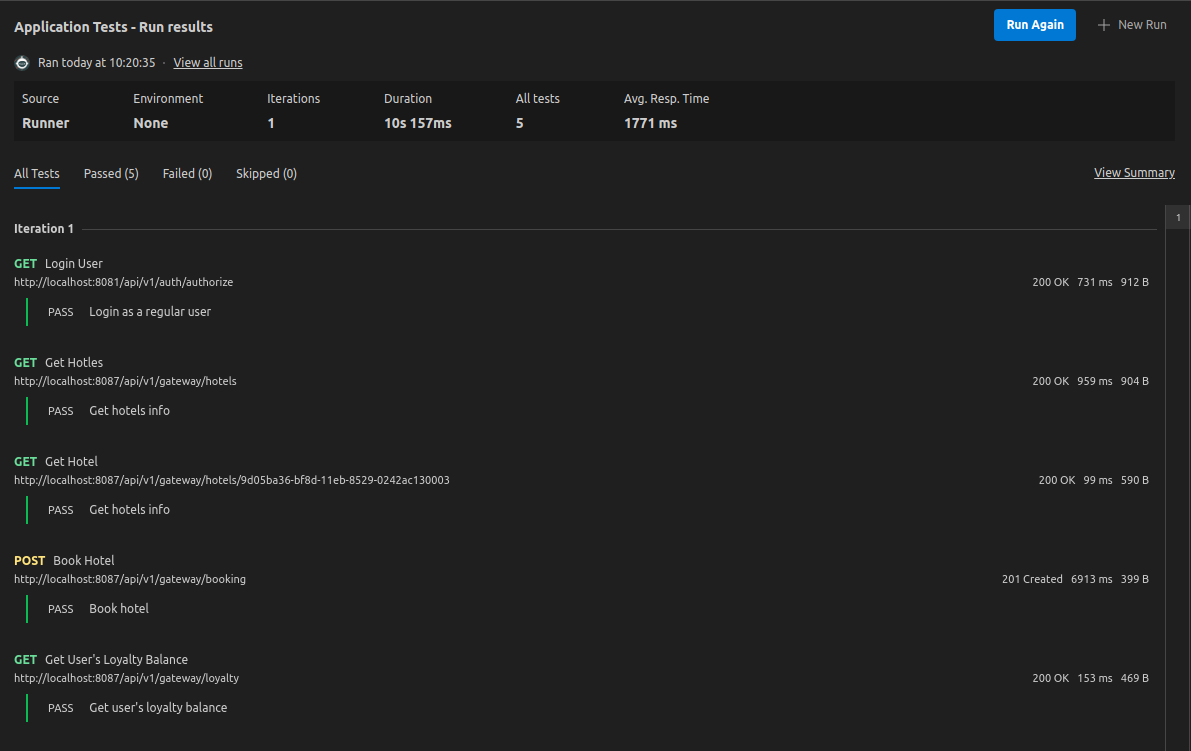 Application Tests - Run results
Run Again
New Run
Ran today at 10:20:35 · View all runs
Source Environment Iterations Duration All tests Avg. Resp. Time
Runner None 1 10s 157ms 5 1771 ms
All Tests Passed (5) Failed (0) Skipped (0) View Summary
1
Iteration 1
GET Login User
http://localhost:8081/api/v1/auth/authorize 200 OK 731 ms 912 B
PASS Login as a regular user
GET Get Hotles
http://localhost:8087/api/v1/gateway/hotels 200 OK 959 ms 904 B
PASS Get hotels info
GET Get Hotel
http://localhost:8087/api/v1/gateway/hotels/9d05ba36-bf8d-11eb-8529-0242ac130003 200 OK 99 ms 590 B
PASS Get hotels info
POST Book Hotel
http://localhost:8087/api/v1/gateway/booking 201 Created 6913 ms 399 B
PASS Book hotel
GET Get User's Loyalty Balance
http://localhost:8087/api/v1/gateway/loyalty 200 OK 153 ms 469 B
PASS Get user's loyalty balance